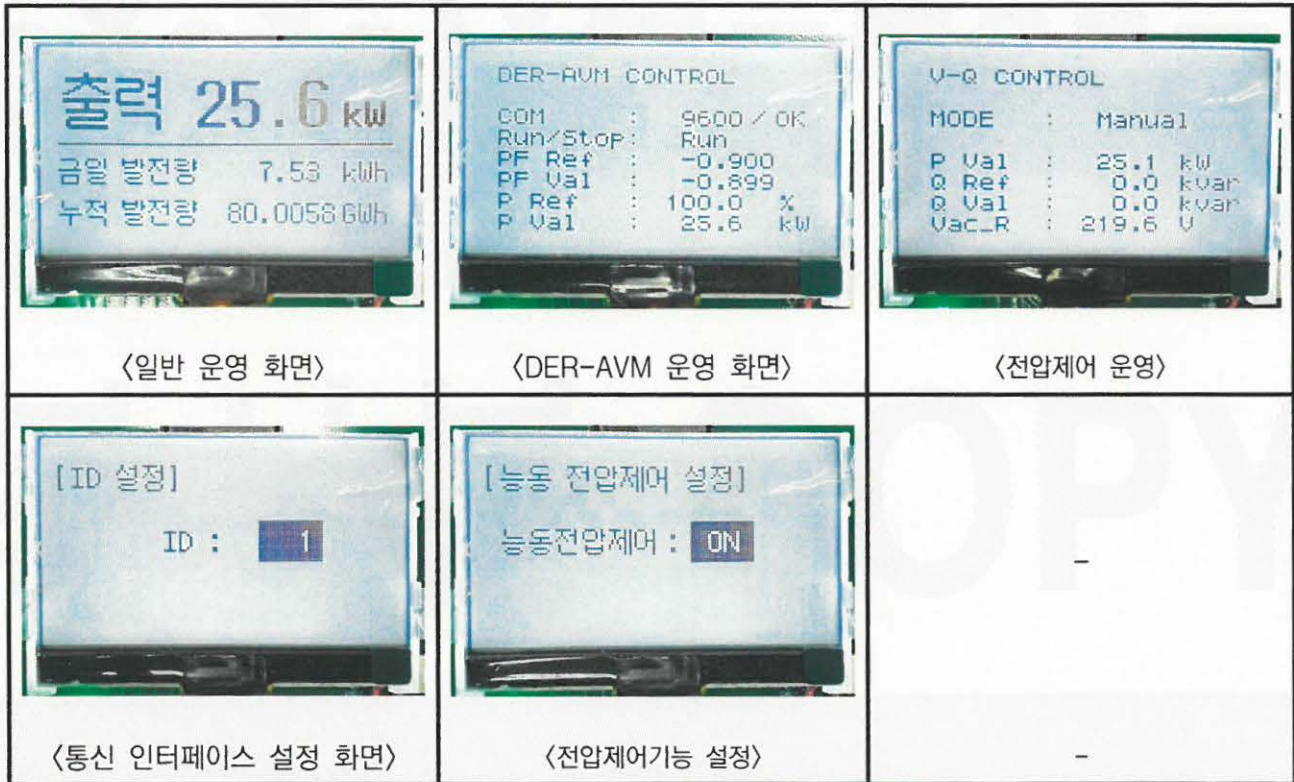 출력 25.6 kW
금일 발전량 7.53 kWh
누적 발전량 80.0058 GWh
〈일반 운영 화면〉
DER-AVM CONTROL
COM : 9600 / OK
Run/Stop: Run
PF Ref : -0.900
PF Val : -0.899
P Ref : 100.0 %
P Val : 25.6 kW
〈DER-AVM 운영 화면〉
V-Q CONTROL
MODE : Manual
P Val : 25.1 kW
Q Ref : 0.0 kvar
Q Val : 0.0 kvar
Vac_R : 219.6 V
〈전압제어 운영〉
[ID 설정]
ID : 1
〈통신 인터페이스 설정 화면〉
[능동 전압제어 설정]
능동전압제어 : ON
〈전압제어기능 설정〉
-
-
COPY